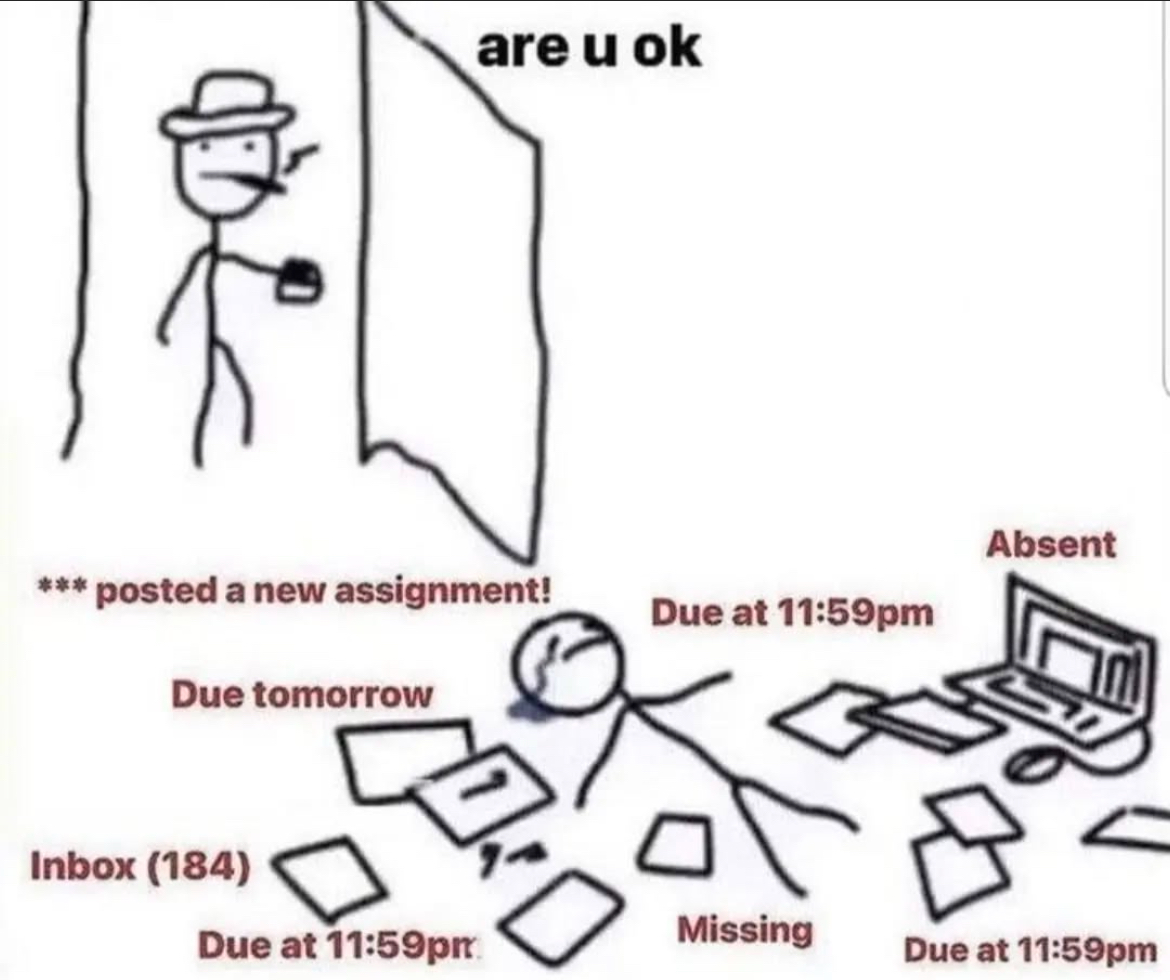 are u ok
*** posted a new assignment!
Absent
Due at 11:59pm
Due tomorrow
Inbox (184)
Due at 11:59pm
Missing
Due at 11:59pm